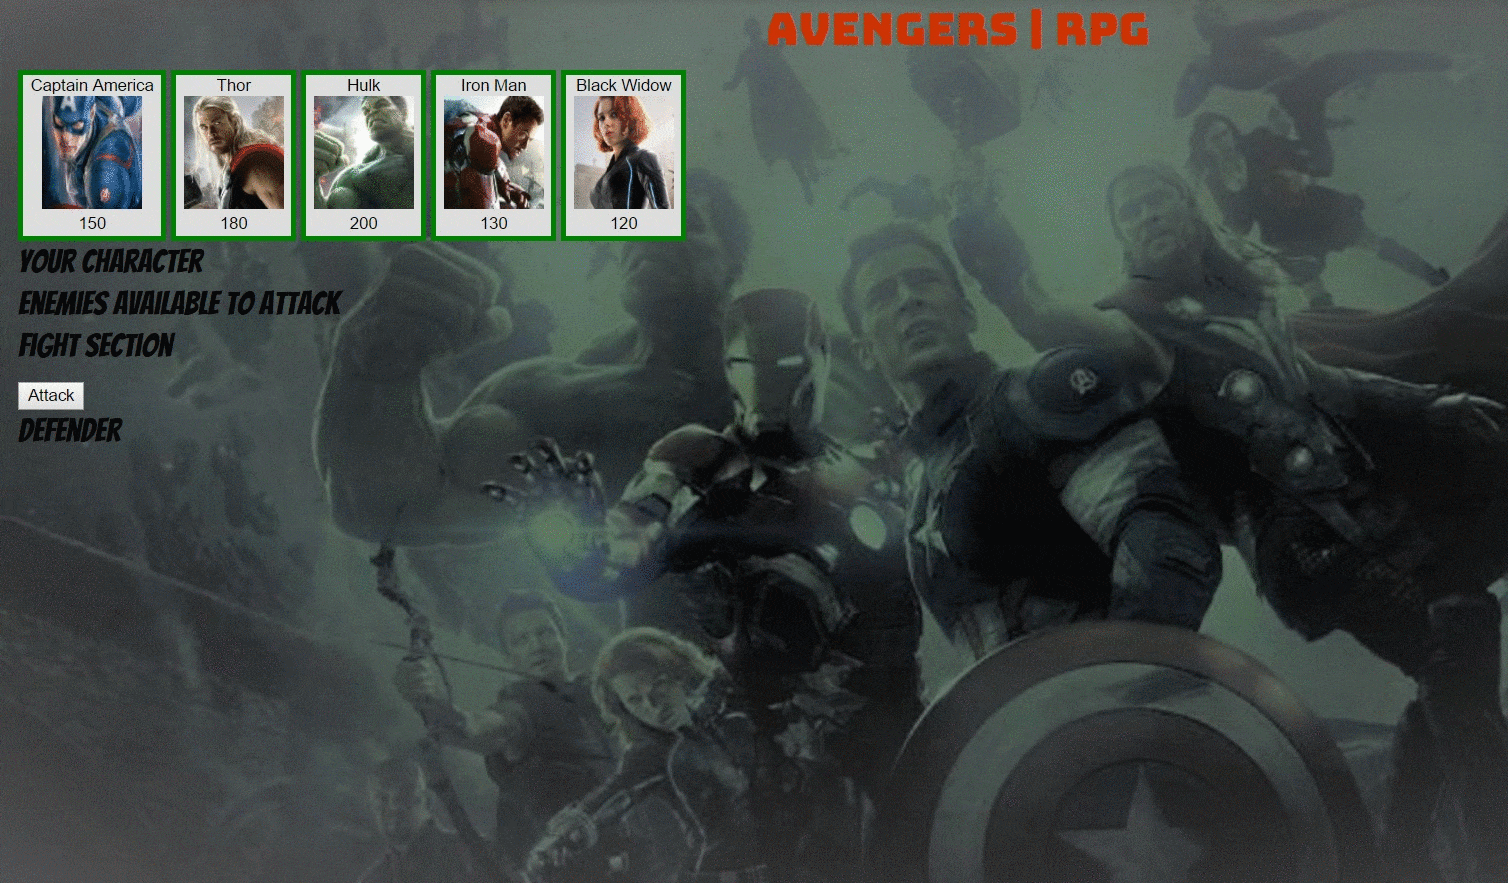 AVENGERS | RPG
Captain America Thor Hulk Iron Man Black Widow
150 180 200 130 120
YOUR CHARACTER
ENEMIES AVAILABLE TO ATTACK
FIGHT SECTION
Attack
DEFENDER